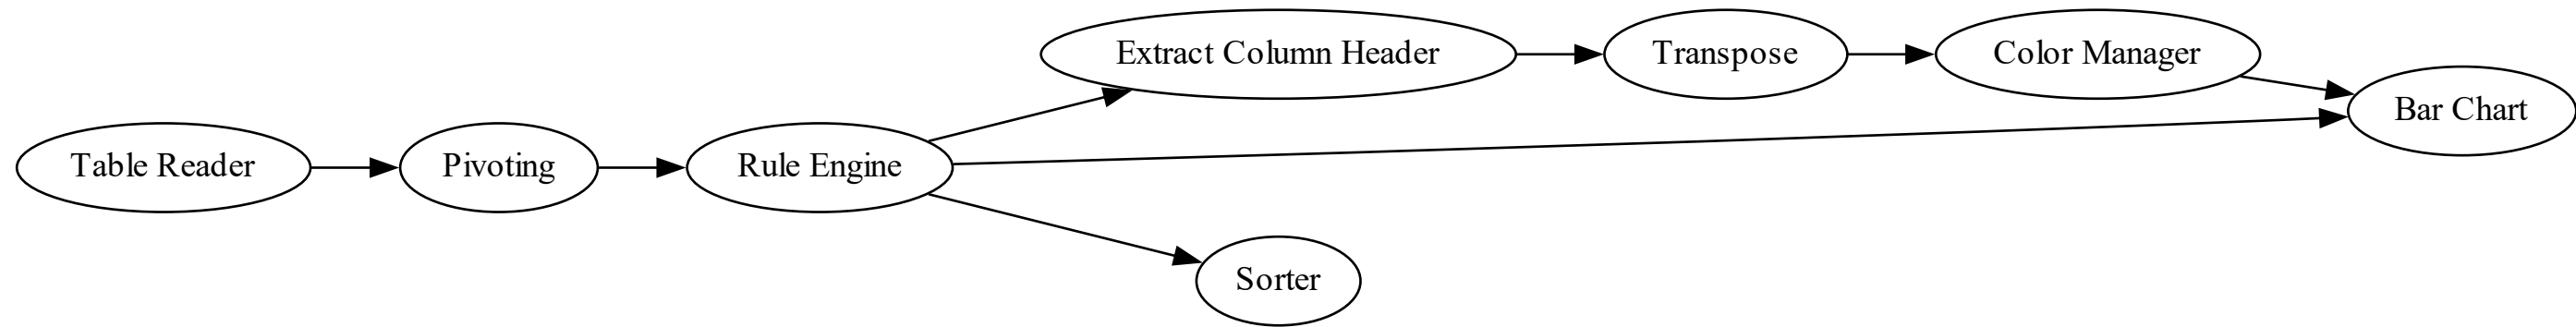 Table Reader
Pivoting
Rule Engine
Extract Column Header
Transpose
Color Manager
Bar Chart
Sorter